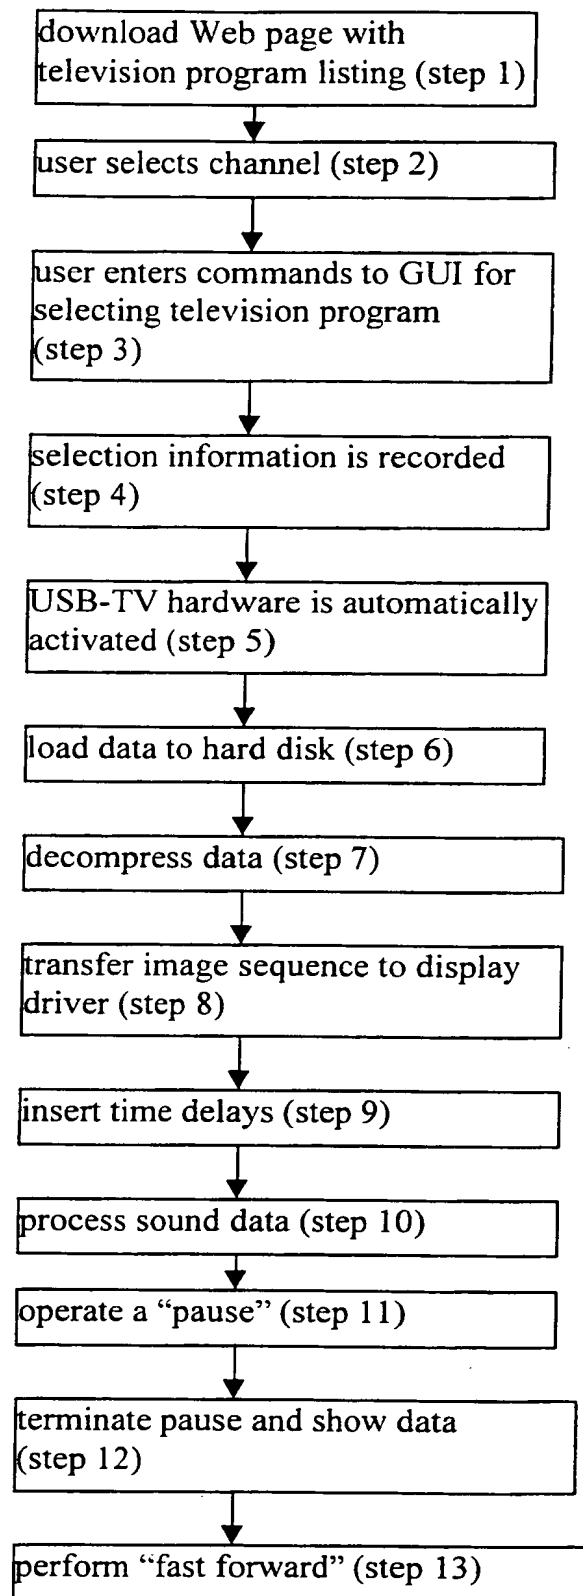 download Web page with
television program listing (step 1)
user selects channel (step 2)
user enters commands to GUI for
selecting television program
(step 3)
selection information is recorded
(step 4)
USB-TV hardware is automatically
activated (step 5)
load data to hard disk (step 6)
decompress data (step 7)
transfer image sequence to display
driver (step 8)
insert time delays (step 9)
process sound data (step 10)
operate a “pause” (step 11)
terminate pause and show data
(step 12)
perform “fast forward” (step 13)